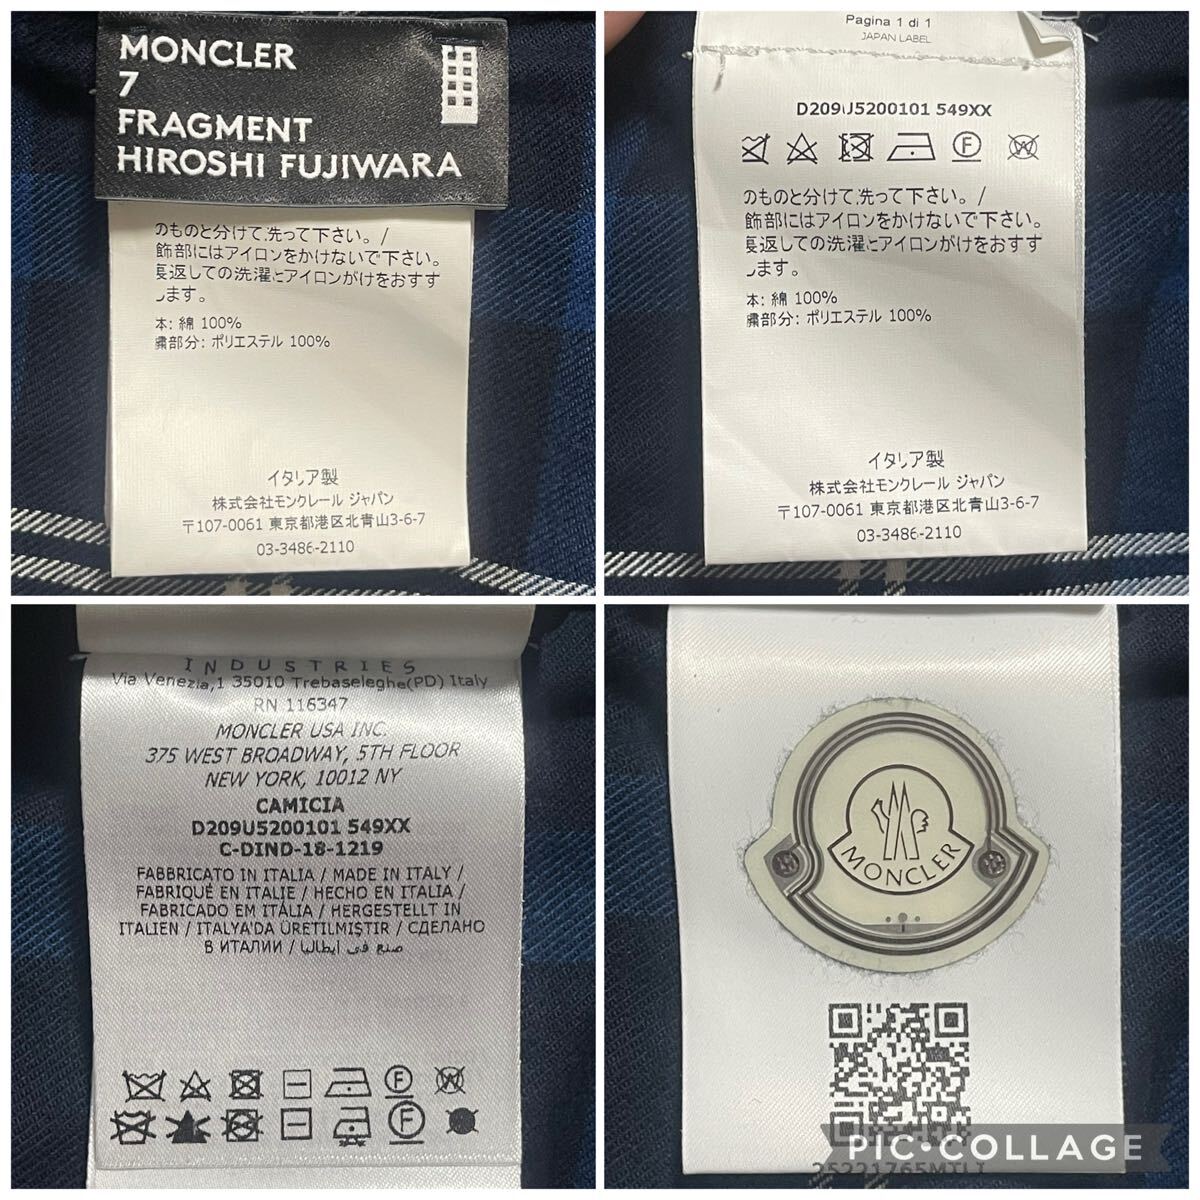 MONCLER
7
FRAGMENT
HIROSHI FUJIWARA
のものと分けて洗って下さい。/
飾部にはアイロンをかけないで下さい。
返しての洗濯とアイロンがけをおすす
します。
本: 綿 100%
繍部分: ポリエステル 100%
イタリア製
株式会社モンクレール ジャパン
〒107-0061 東京都港区北青山3-6-7
03-3486-2110
Pagina 1 di 1
JAPAN LABEL
D209U5200101 549XX
F W
のものと分けて洗って下さい。/
飾部にはアイロンをかけないで下さい。
返しての洗濯とアイロンがけをおすす
します。
本: 綿 100%
繍部分: ポリエステル 100%
イタリア製
株式会社モンクレール ジャパン
〒107-0061 東京都港区北青山3-6-7
03-3486-2110
INDUSTRIES
Via Venezia,1 35010 Trebaseleghe(PD) Italy
RN 116347
MONCLER USA INC.
375 WEST BROADWAY, 5TH FLOOR
NEW YORK, 10012 NY
CAMICIA
D209U5200101 549XX
C-DIND-18-1219
FABBRICATO IN ITALIA / MADE IN ITALY /
FABRIQUÉ EN ITALIE / HECHO EN ITALIA /
FABRICADO EM ITÁLIA / HERGESTELLT IN
ITALIEN / ITALYA'DA ÜRETILMIŞTIR / СДЕЛАНО
В ИТАЛИИ / صنع في ايطاليا
F W
F
MONCLER
PIC•COLLAGE